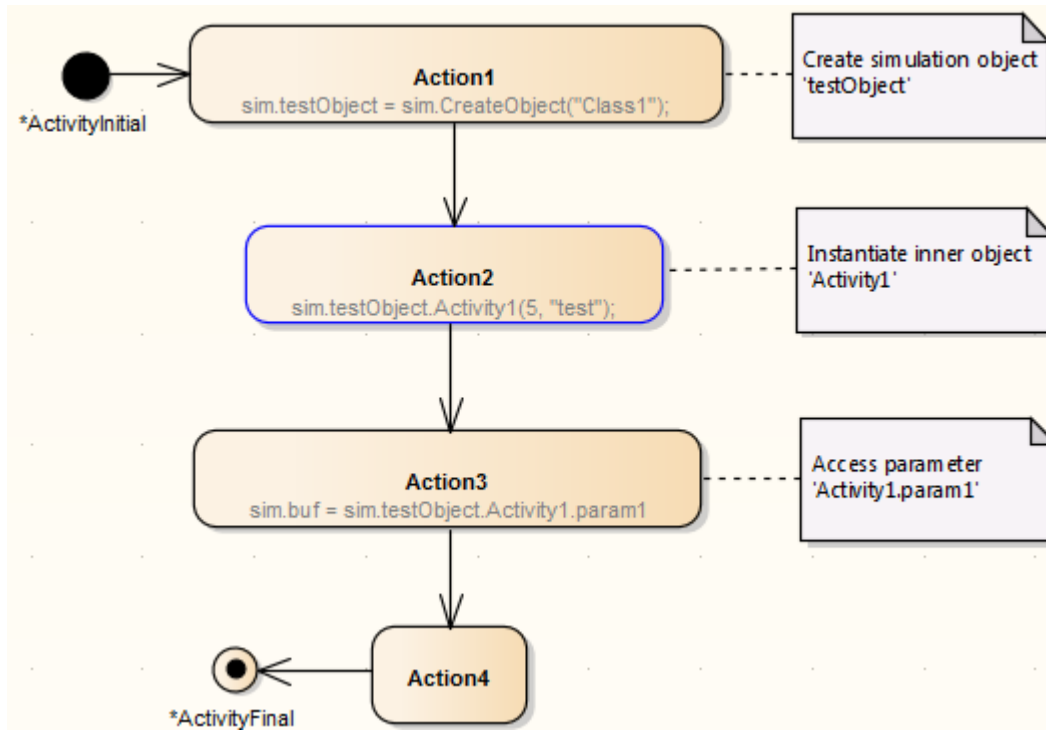 *ActivityInitial
Action1
sim.testObject = sim.CreateObject("Class1");
Create simulation object
'testObject'
Action2
sim.testObject.Activity1(5, "test");
Instantiate inner object
'Activity1'
Action3
sim.buf = sim.testObject.Activity1.param1
Access parameter
'Activity1.param1'
Action4
*ActivityFinal